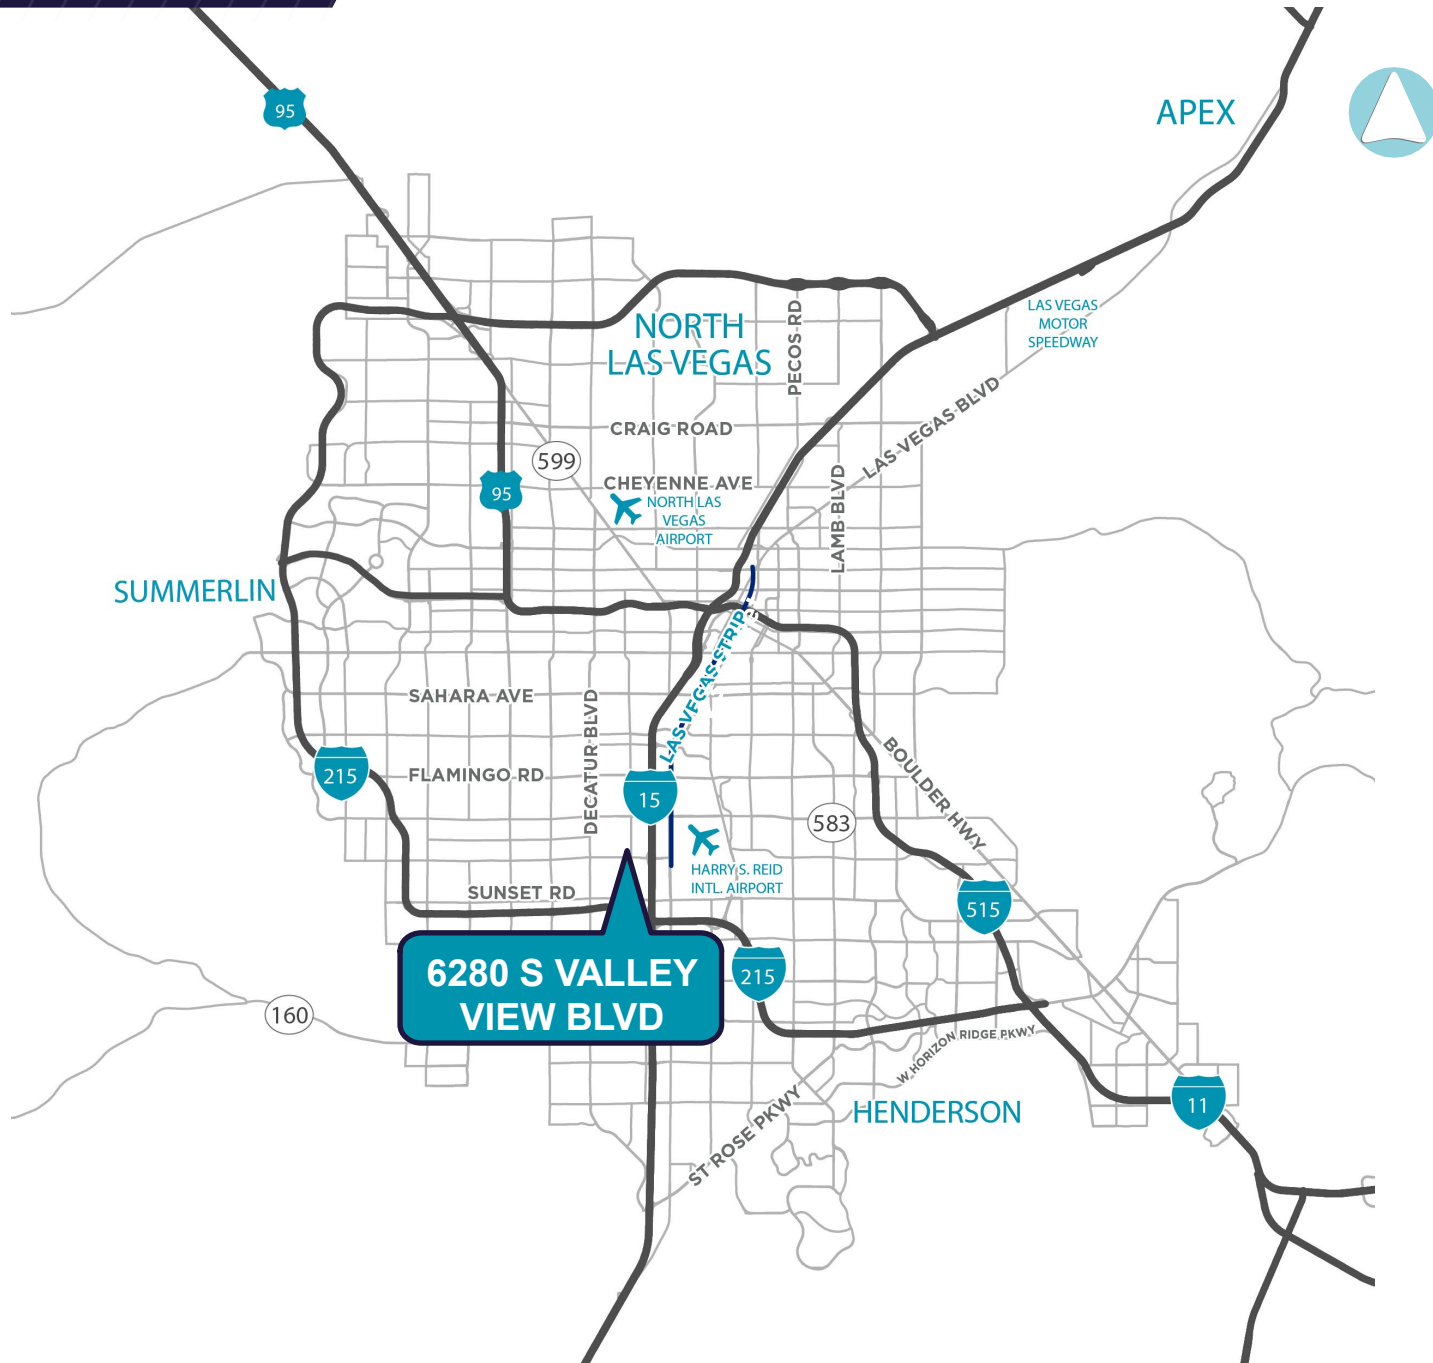 95
APEX
LAS VEGAS
MOTOR
SPEEDWAY
NORTH
LAS VEGAS
PECOS RD
CRAIG ROAD
LAS VEGAS BLVD
599
CHEYENNE AVE
95
NORTH LAS
VEGAS
AIRPORT
LAMB BLVD
SUMMERLIN
LAS VEGAS STRIP
SAHARA AVE
DECATUR BLVD
BOULDER HWY
215
FLAMINGO RD
15
583
HARRY S. REID
INTL. AIRPORT
SUNSET RD
515
6280 S VALLEY
VIEW BLVD
215
160
W HORIZON RIDGE PKWY
ST ROSE PKWY
HENDERSON
11